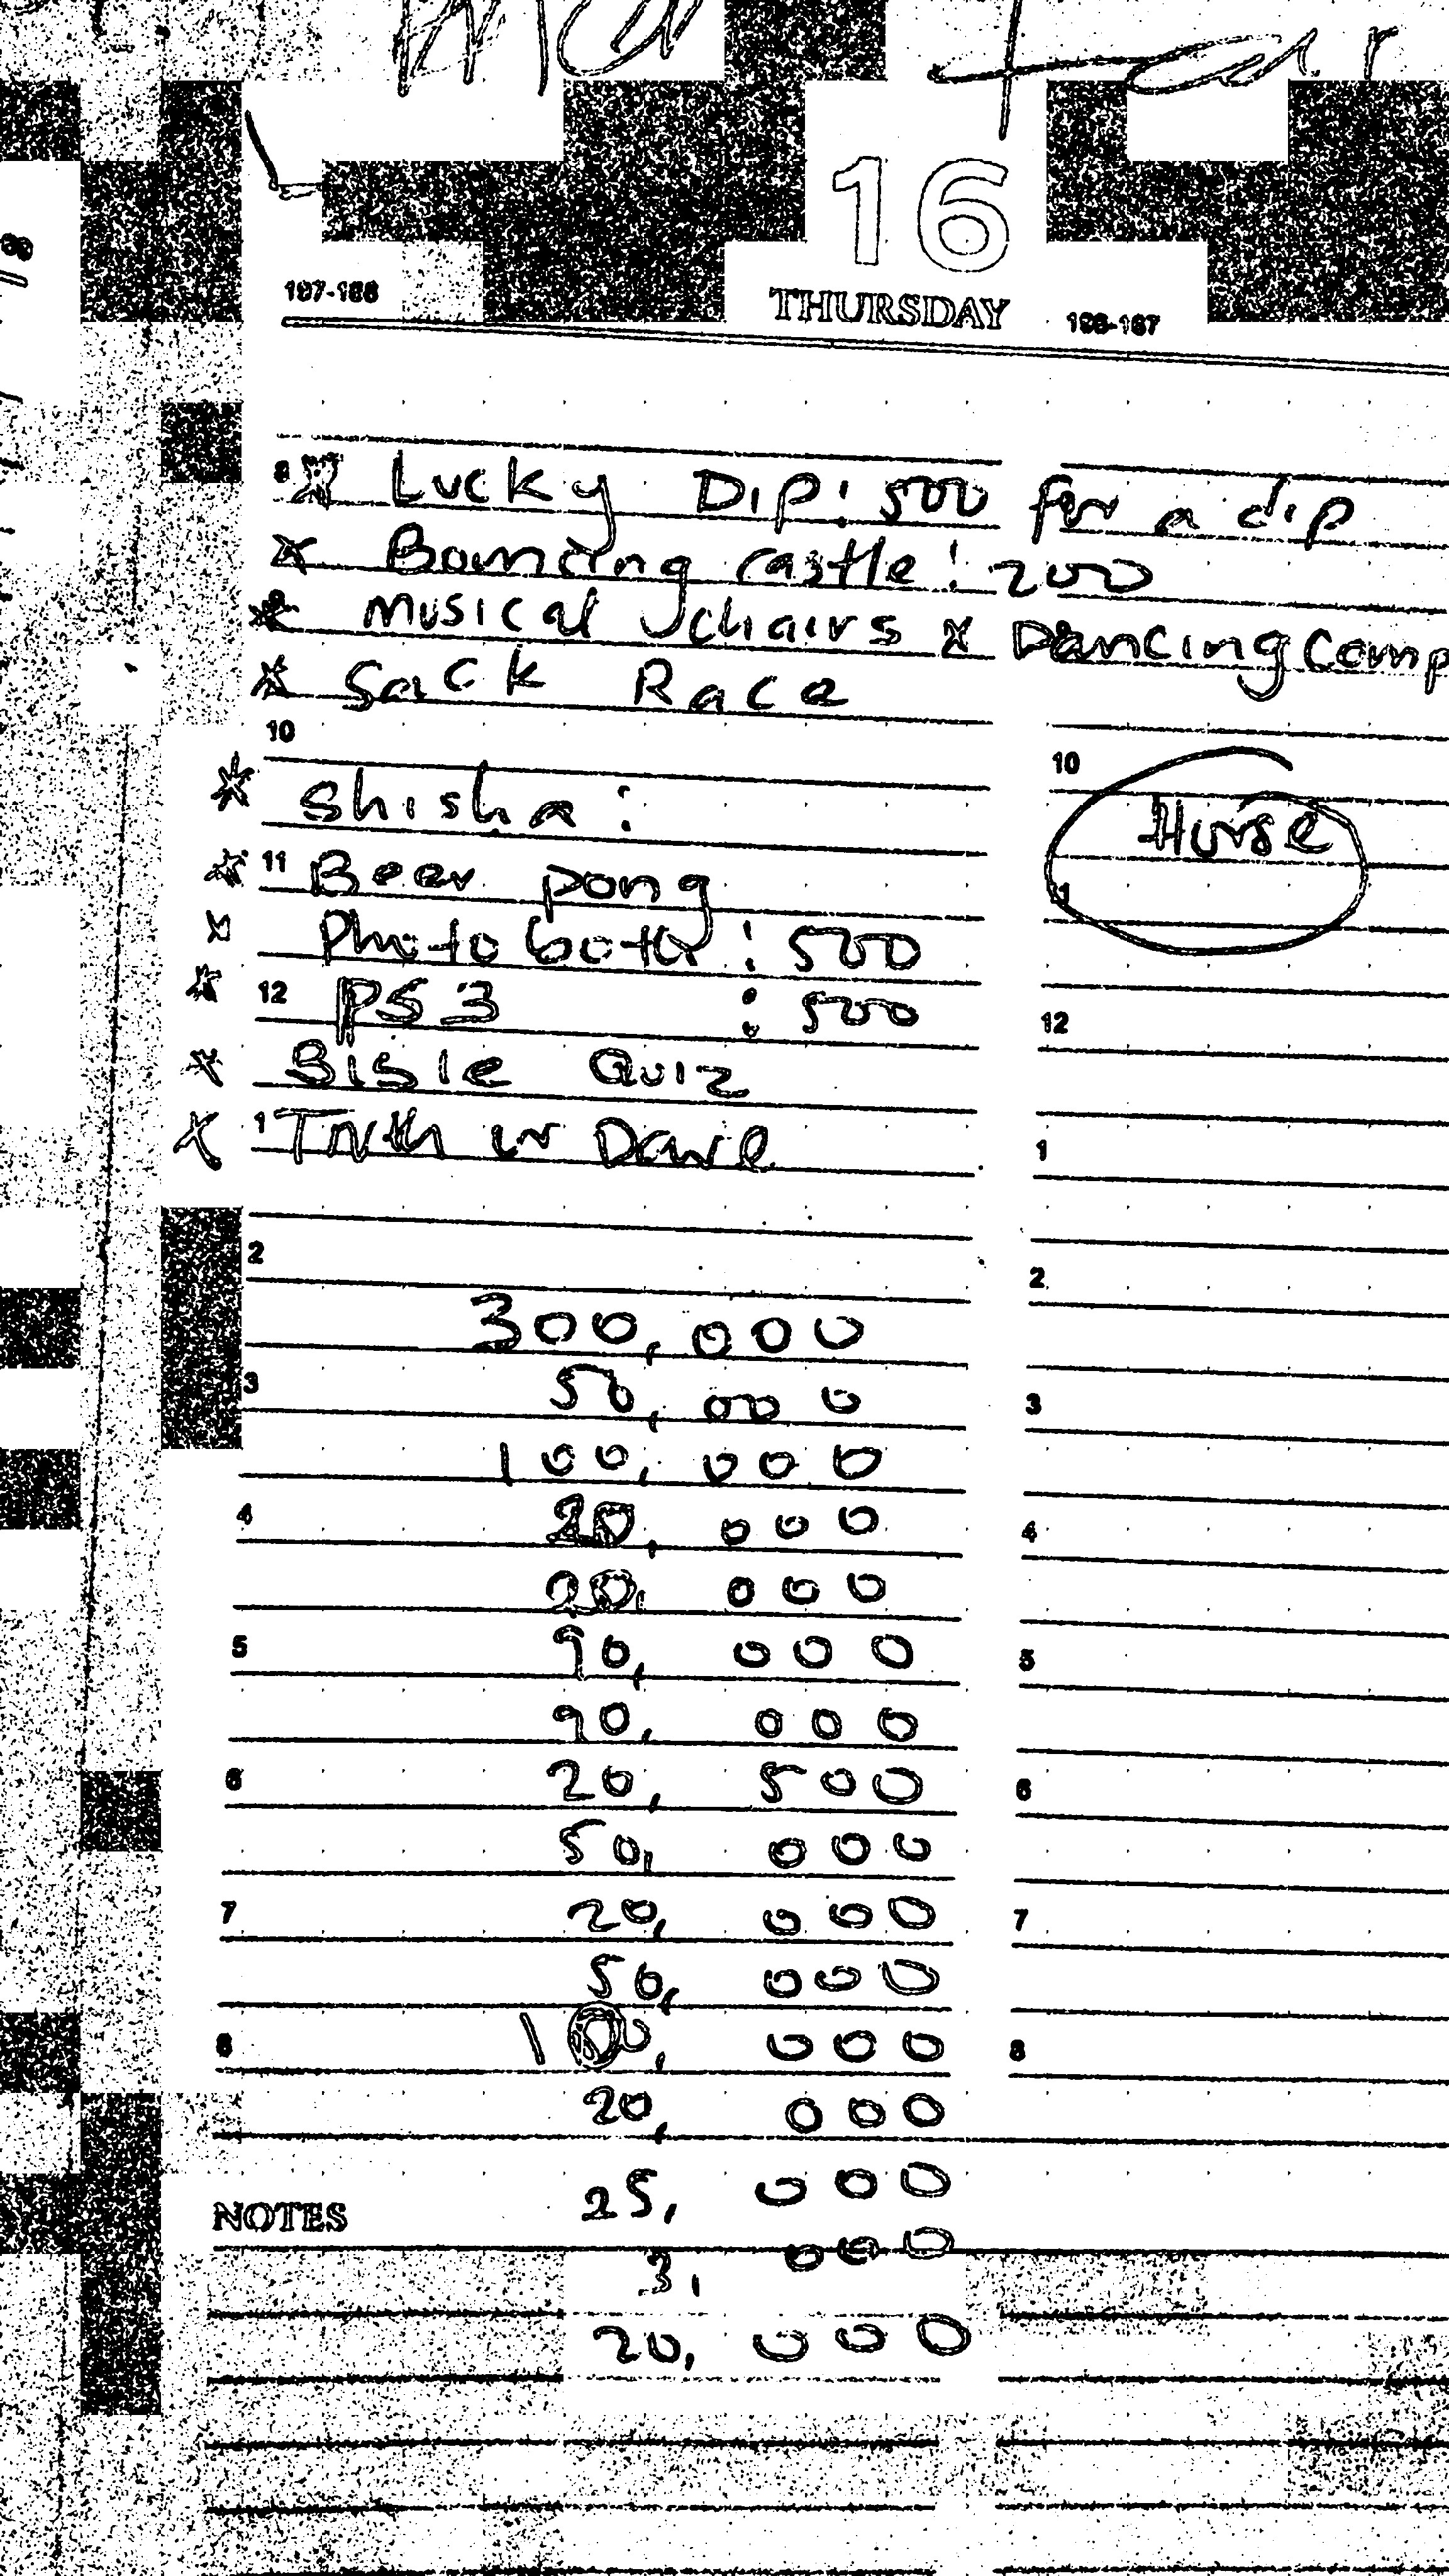 16
197-168
THURSDAY
198-167
8
* Lucky Dip: 500 for a dip
* Bouncing castle: 200
* Musical chairs x Dancing Comp
* Sack Race
10
10
* Shisha:
Hurse
* 11 Beer pong
11
x Photo both: 500
* 12 PS3 : 500
12
* Bible Quiz
x 1 Truth or Dare
1
2
2
300,000
3 50,000
3
100,000
4 20,000
4
20,000
5 90,000
5
90,000
6 20,500
6
50,000
7 20,000
7
50,000
8 100,000
8
20,000
25,000
NOTES
3,000
20,000